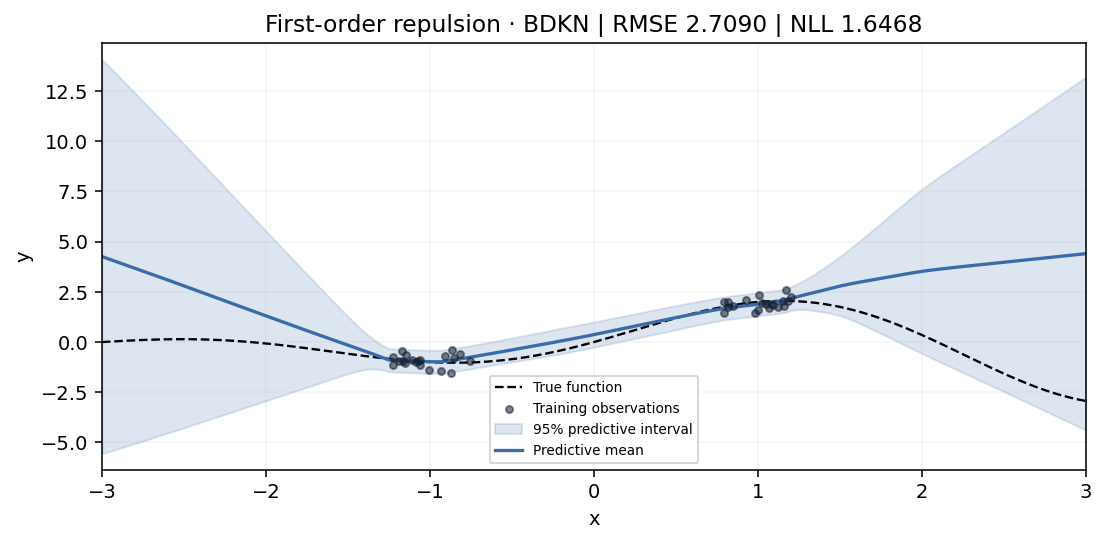 First-order repulsion · BDKN | RMSE 2.7090 | NLL 1.6468
12.5
10.0
7.5
5.0
2.5
0.0
−2.5
−5.0
y
True function
Training observations
95% predictive interval
Predictive mean
−3 −2 −1 0 1 2 3
x